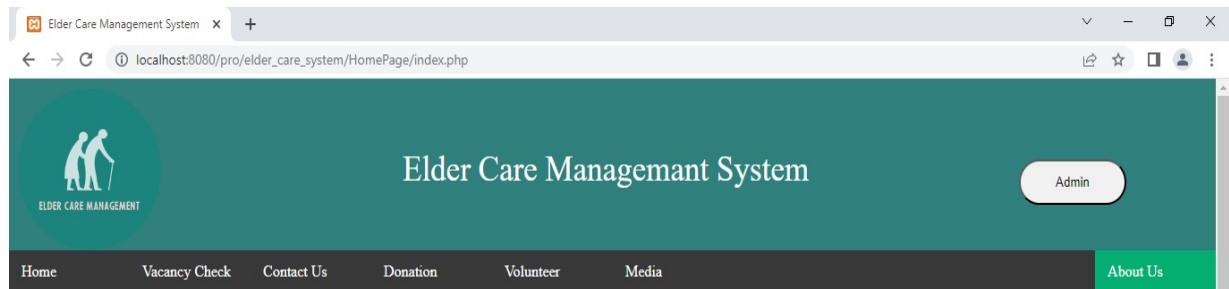 Elder Care Management System
localhost:8080/pro/elder_care_system/HomePage/index.php
Elder Care Managemant System
Admin
ELDER CARE MANAGEMENT
Home Vacancy Check Contact Us Donation Volunteer Media About Us